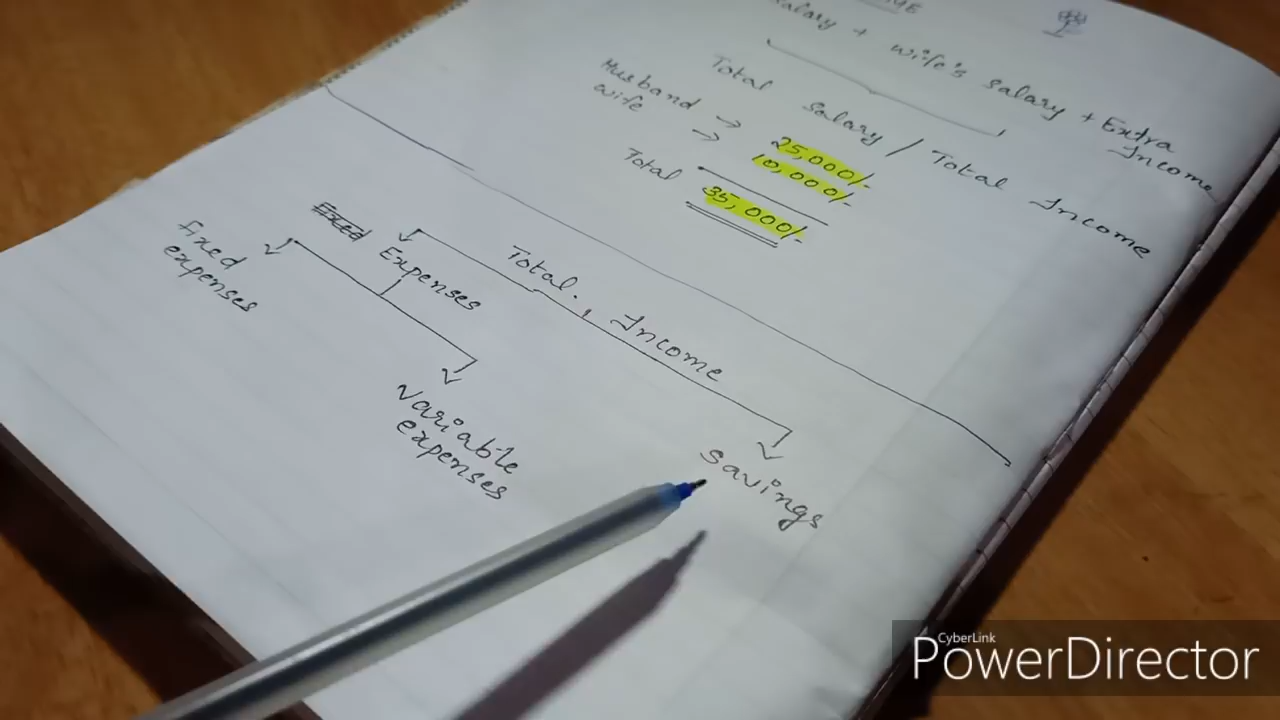 salary + wife's salary + Extra Income
Total salary / Total Income
Husband → 25,000/-
wife → 10,000/-
Total 35,000/-
Total Income
Expenses
Savings
fixed expenses
variable expenses
CyberLink
PowerDirector